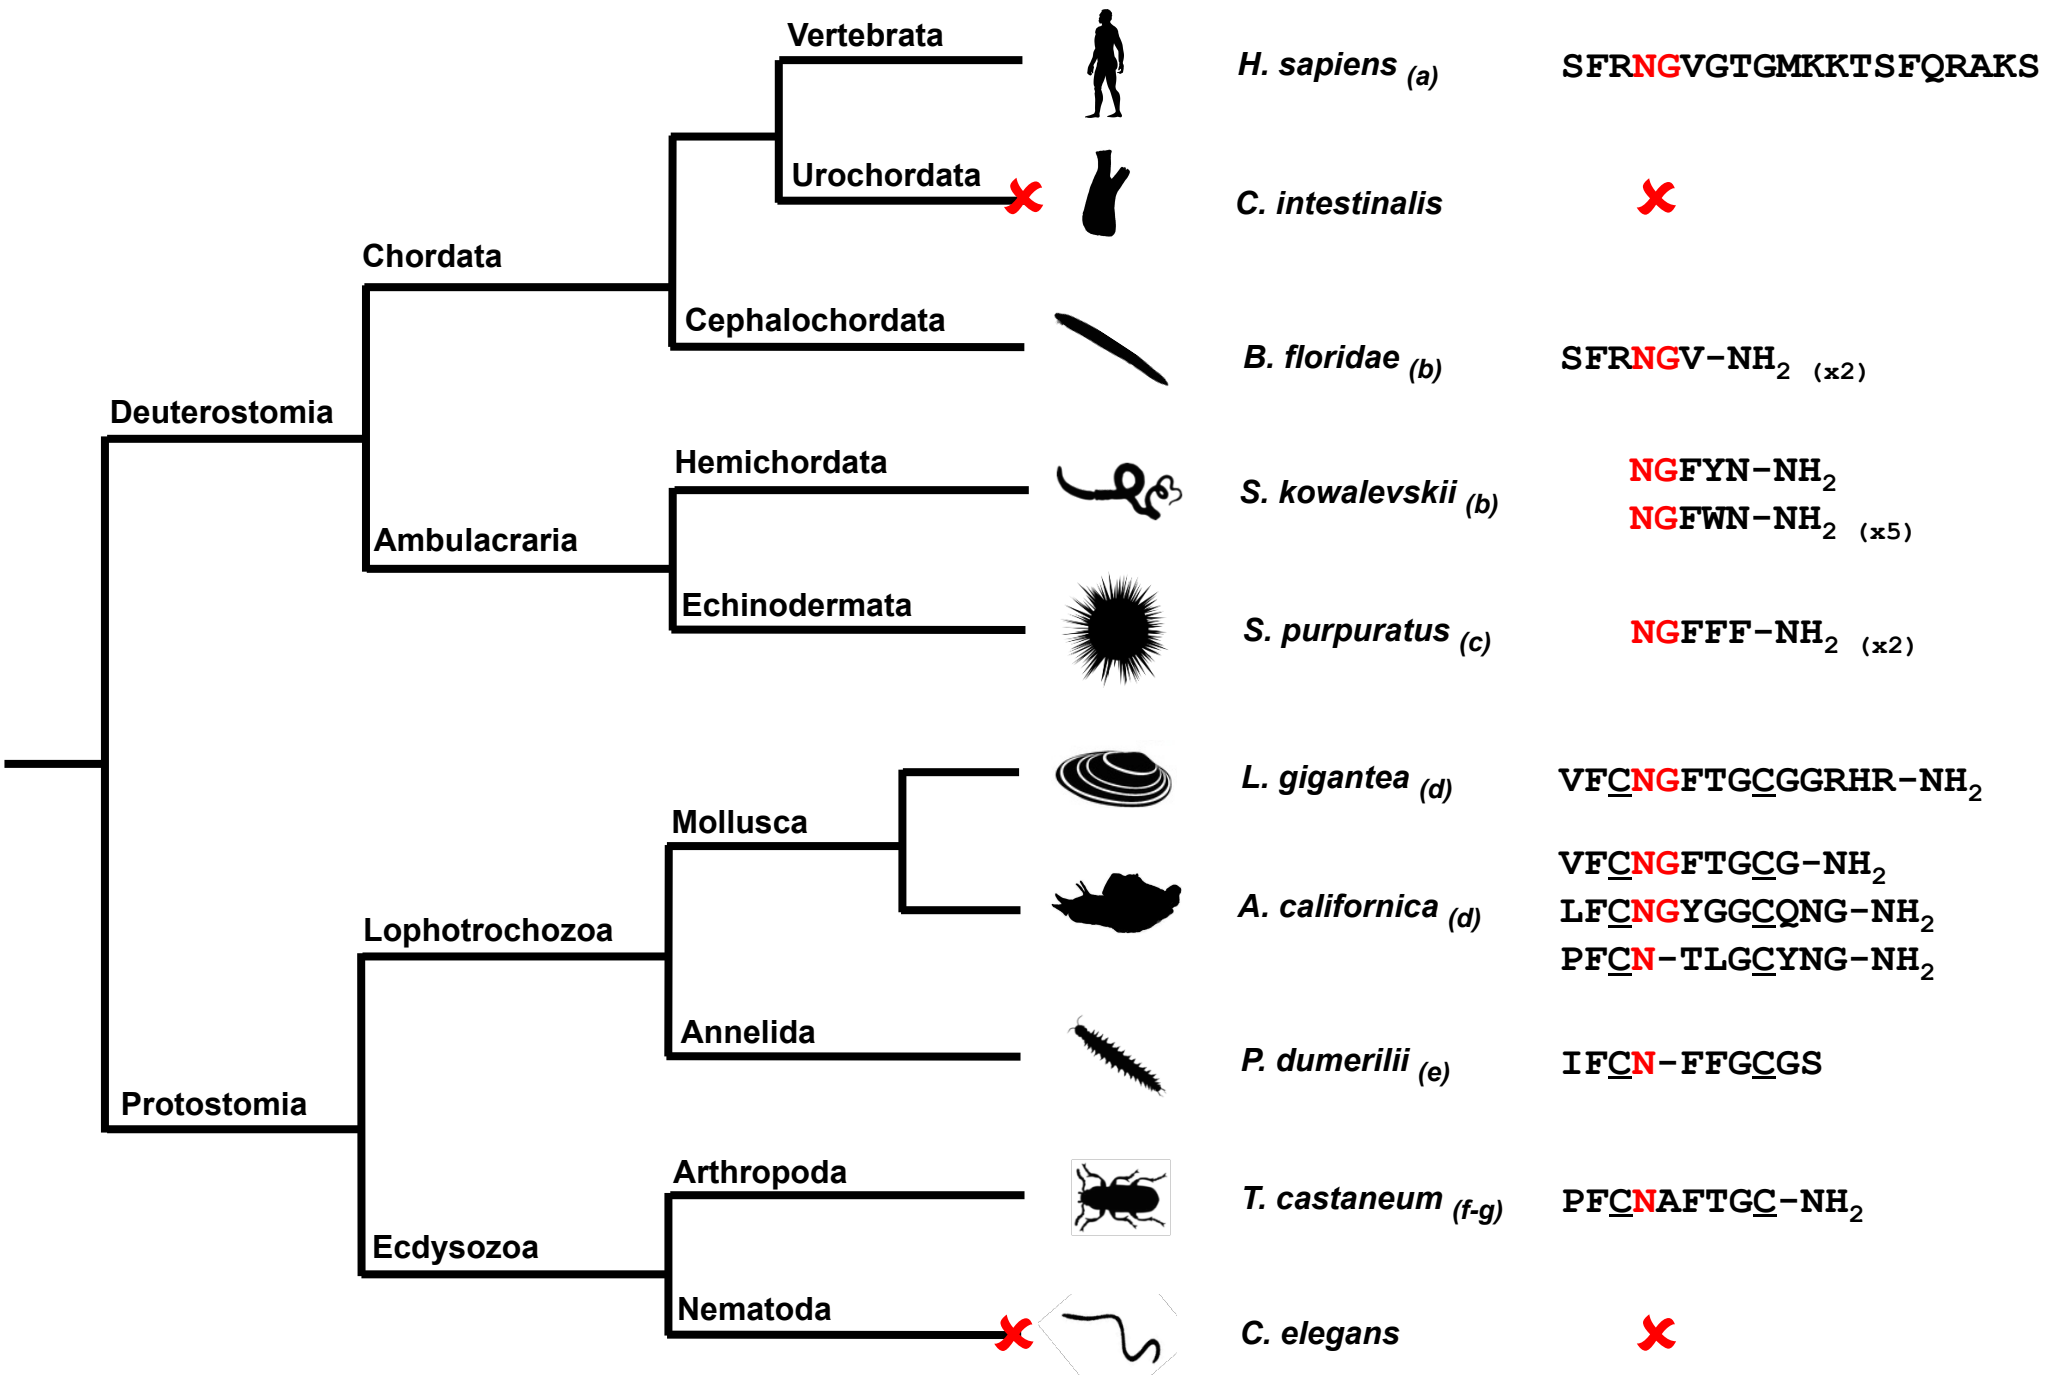 Vertebrata
H. sapiens (a) SFRNGVGTGMKKTSFQRAKS
Urochordata
C. intestinalis
Chordata
Cephalochordata
B. floridae (b) SFRNGV-NH2 (x2)
Deuterostomia
Hemichordata
S. kowalevskii (b)
NGFYN-NH2
NGFWN-NH2 (x5)
Ambulacraria
Echinodermata
S. purpuratus (c) NGFFF-NH2 (x2)
L. gigantea (d) VFCNGFTGCGGRHR-NH2
Mollusca
A. californica (d)
VFCNGFTGCG-NH2
LFCNGYGGCQNG-NH2
PFCN-TLGCYNG-NH2
Lophotrochozoa
Annelida
P. dumerilii (e) IFCN-FFGCGS
Protostomia
Arthropoda
T. castaneum (f-g) PFCNAFTGC-NH2
Ecdysozoa
Nematoda
C. elegans